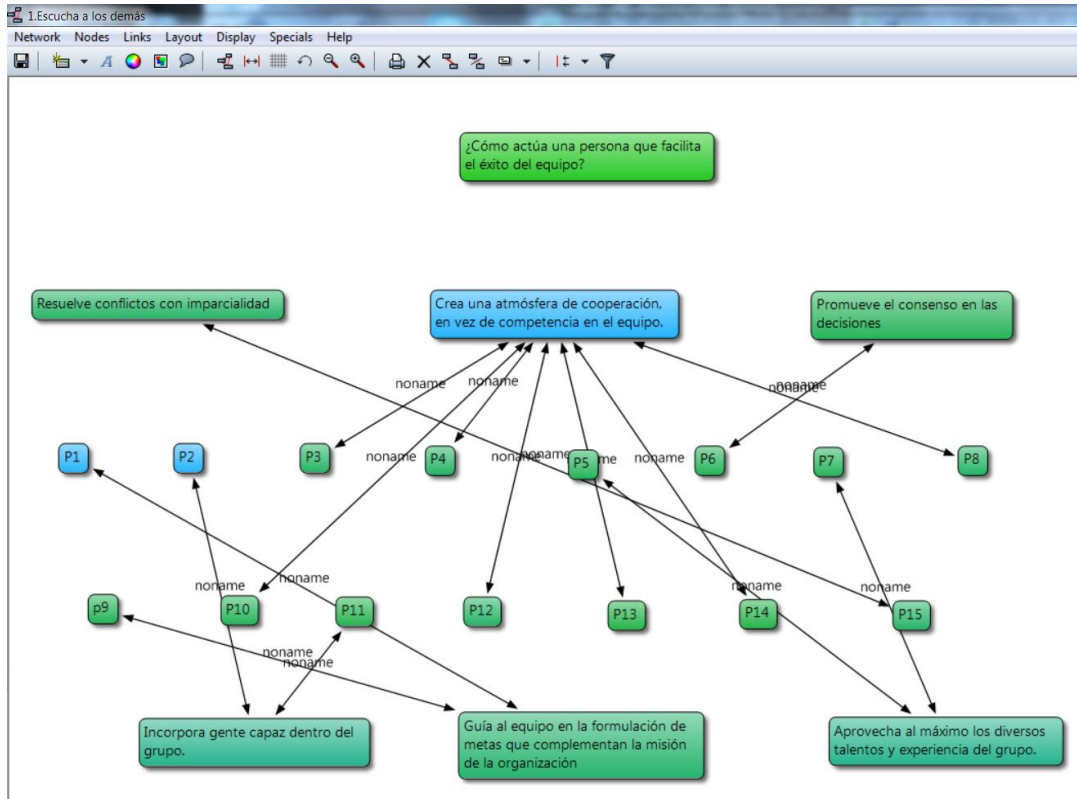 1.Escucha a los demás
Network Nodes Links Layout Display Specials Help
¿Cómo actúa una persona que facilita
el éxito del equipo?
Resuelve conflictos con imparcialidad
Crea una atmósfera de cooperación,
en vez de competencia en el equipo.
Promueve el consenso en las
decisiones
noname
noname
noname
noname
P1
P2
P3
noname
P4
noname
noname
P5
me
noname
P6
P7
P8
noname
noname
noname
noname
p9
P10
P11
P12
P13
P14
P15
noname
noname
Incorpora gente capaz dentro del
grupo.
Guía al equipo en la formulación de
metas que complementan la misión
de la organización
Aprovecha al máximo los diversos
talentos y experiencia del grupo.